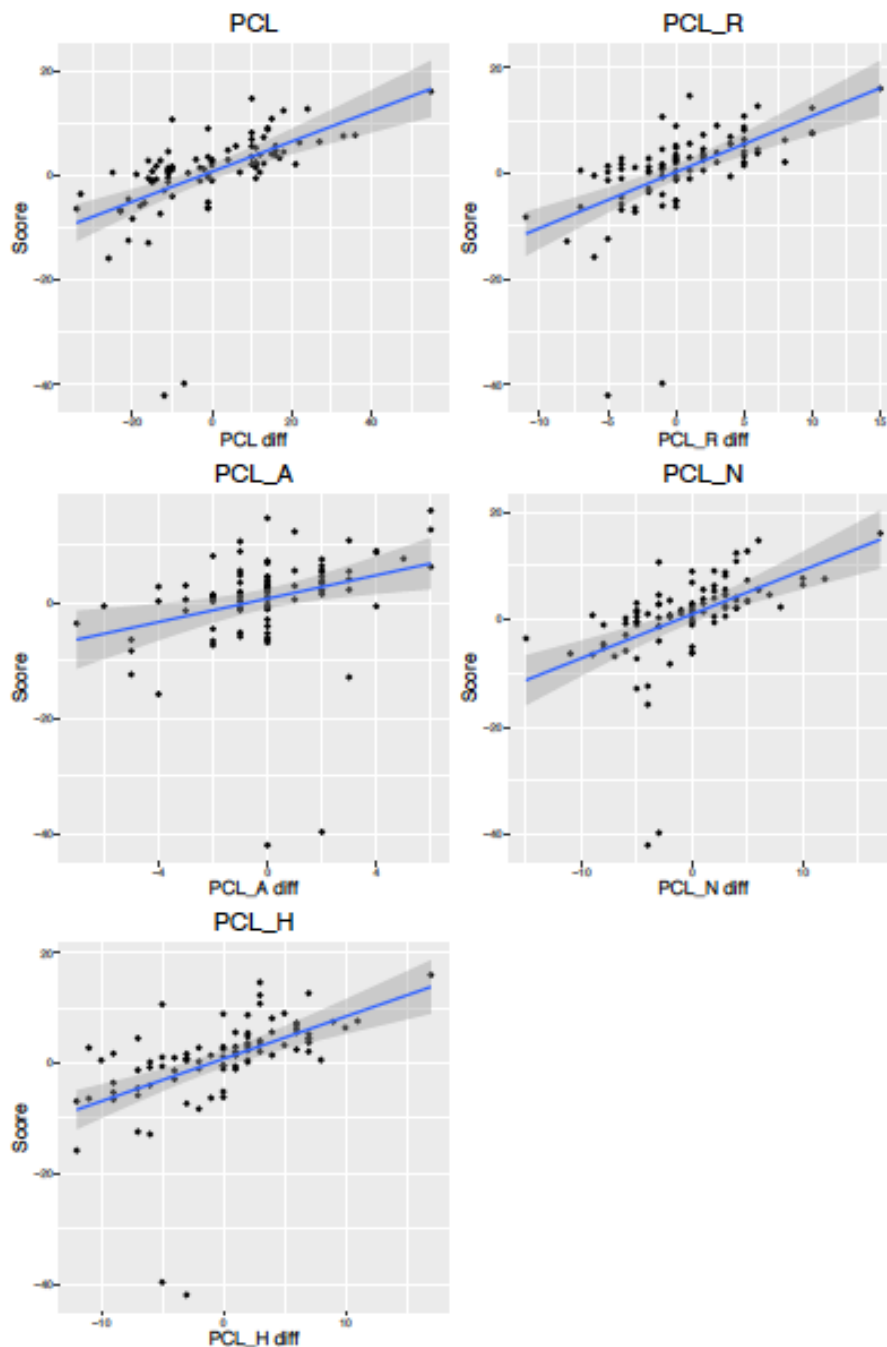 PCL
PCL_R
20
0
−20
−40
Score
−20
0
20
40
PCL diff
20
0
−20
−40
Score
−10
−5
0
5
10
15
PCL_R diff
PCL_A
PCL_N
0
−20
−40
Score
−4
0
4
PCL_A diff
20
0
−20
−40
Score
−10
0
10
PCL_N diff
PCL_H
20
0
−20
−40
Score
−10
0
10
PCL_H diff